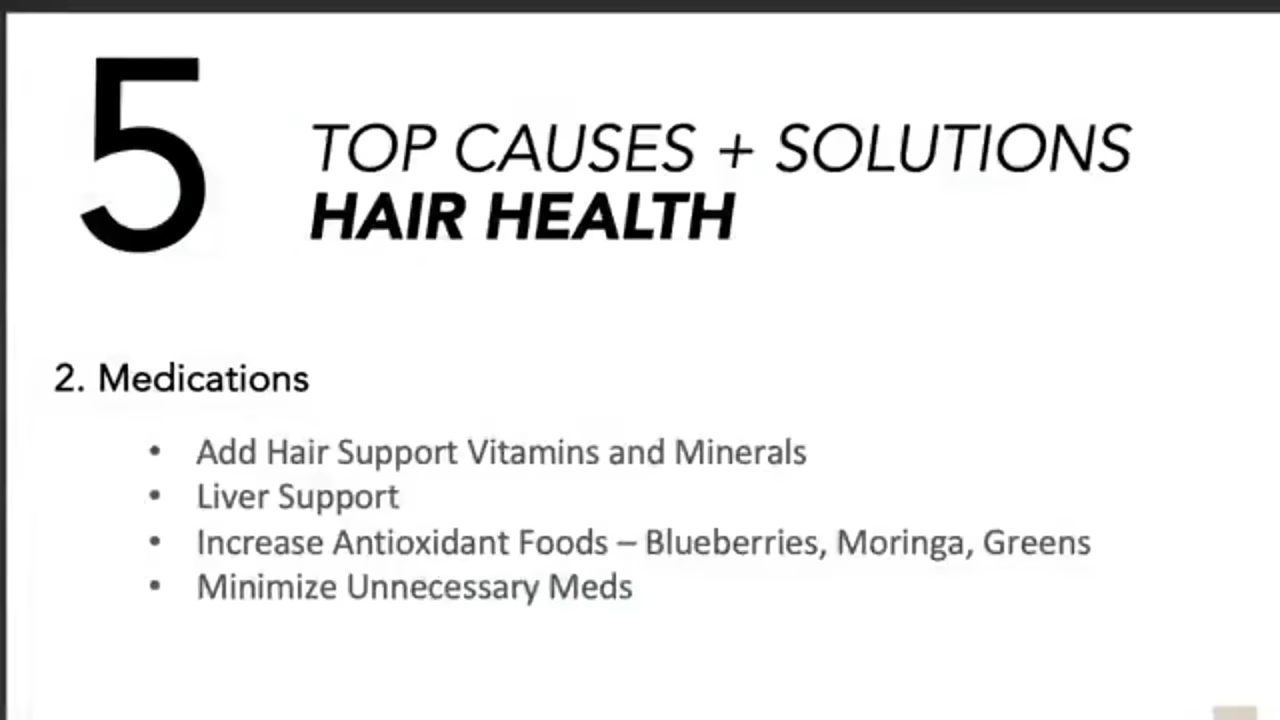 5
TOP CAUSES + SOLUTIONS
HAIR HEALTH
2. Medications
• Add Hair Support Vitamins and Minerals
• Liver Support
• Increase Antioxidant Foods – Blueberries, Moringa, Greens
• Minimize Unnecessary Meds